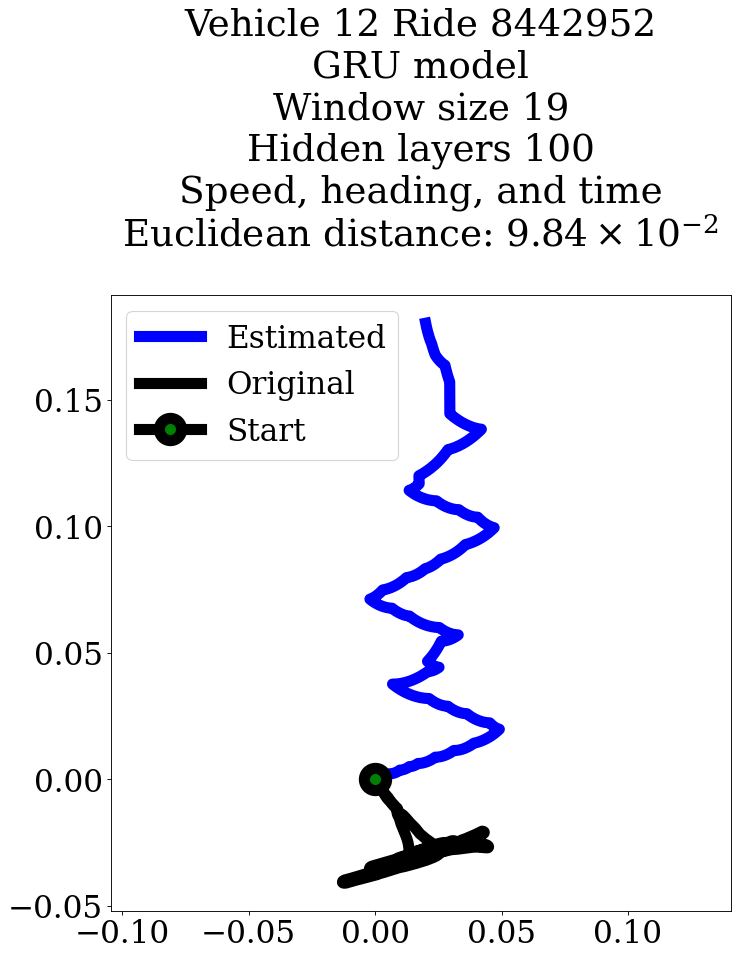 Vehicle 12 Ride 8442952
GRU model
Window size 19
Hidden layers 100
Speed, heading, and time
Euclidean distance: 9.84 × 10⁻²
Estimated
Original
Start
0.15
0.10
0.05
0.00
−0.05
−0.10 −0.05 0.00 0.05 0.10